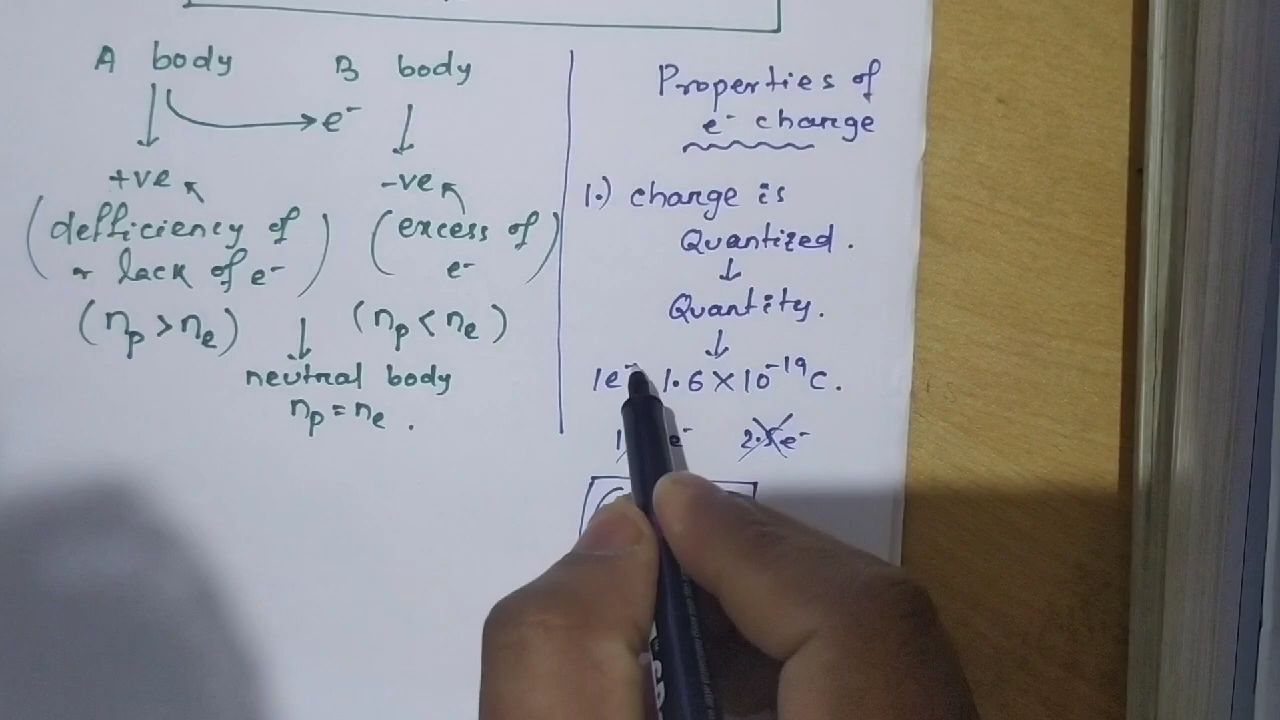 A body
B body
e⁻
+ve
-ve
(defficiency of
or lack of e⁻)
(excess of
e⁻)
(nₚ > nₑ)
(nₚ < nₑ)
neutral body
nₚ = nₑ .
Properties of
e⁻ charge
1.) charge is
Quantized.
Quantity.
1e⁻ 1.6 × 10⁻¹⁹ C.
e⁻ 2.5e⁻